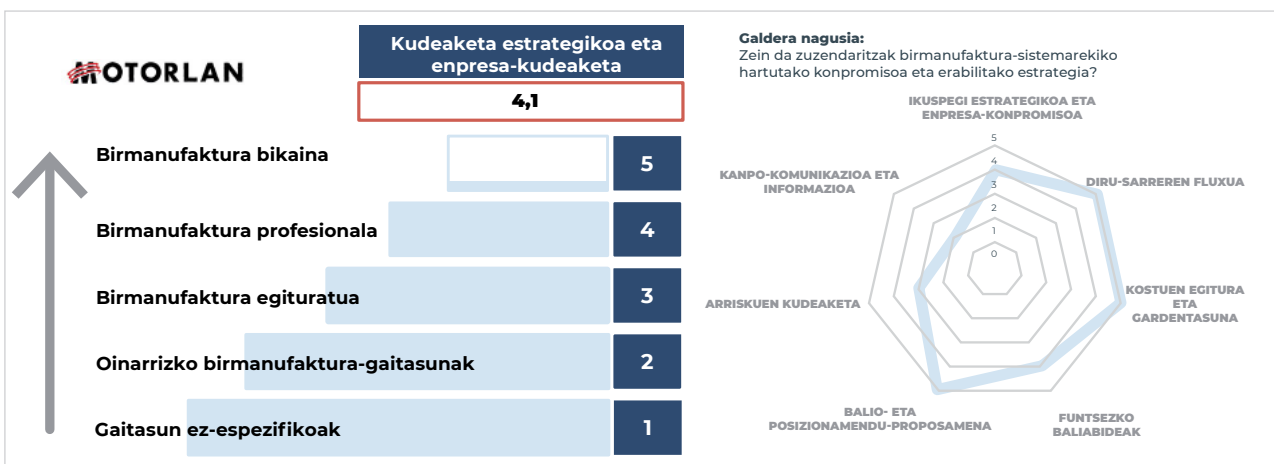 MOTORLAN
Kudeaketa estrategikoa eta
enpresa-kudeaketa
4,1
Birmanufaktura bikaina
5
Birmanufaktura profesionala
4
Birmanufaktura egituratua
3
Oinarrizko birmanufaktura-gaitasunak
2
Gaitasun ez-espezifikoak
1
Galdera nagusia:
Zein da zuzendaritzak birmanufaktura-sistemarekiko
hartutako konpromisoa eta erabilitako estrategia?
IKUSPEGI ESTRATEGIKOA ETA
ENPRESA-KONPROMISOA
5
4
3
2
1
0
KANPO-KOMUNIKAZIOA ETA
INFORMAZIOA
DIRU-SARREREN FLUXUA
ARRISKUEN KUDEAKETA
KOSTUEN EGITURA
ETA
GARDENTASUNA
BALIO- ETA
POSIZIONAMENDU-PROPOSAMENA
FUNTSEZKO
BALIABIDEAK